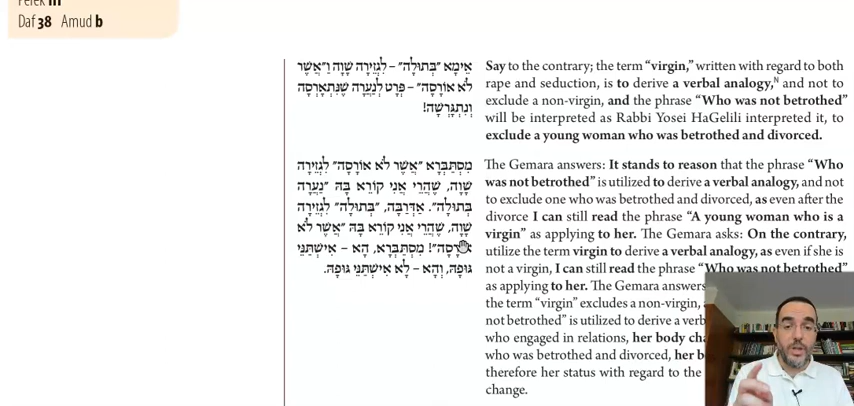 Perek III
Daf 38 Amud b
אֵימָא ״בְּתוּלָה״ – לִגְזֵירָה שָׁוָה וַ״אֲשֶׁר
לֹא אוֹרָסָה״ – פְּרָט לְנַעֲרָה שֶׁנִּתְאָרְסָה
וְנִתְגָּרְשָׁה!
מִסְתַּבְּרָא ״אֲשֶׁר לֹא אוֹרָסָה״ לִגְזֵירָה
שָׁוָה, שֶׁהֲרֵי אֲנִי קוֹרֵא בָּהּ ״נַעֲרָה
בְּתוּלָה״. אַדְּרַבָּה, ״בְּתוּלָה״ לִגְזֵירָה
שָׁוָה, שֶׁהֲרֵי אֲנִי קוֹרֵא בָּהּ ״אֲשֶׁר לֹא
אוֹרָסָה״! מִסְתַּבְּרָא, הָא – אִישְׁתַּנֵּי
גּוּפָהּ, וְהָא – לָא אִישְׁתַּנֵּי גּוּפָהּ.
Say to the contrary; the term “virgin,” written with regard to both
rape and seduction, is to derive a verbal analogy,N and not to
exclude a non-virgin, and the phrase “Who was not betrothed”
will be interpreted as Rabbi Yosei HaGelili interpreted it, to
exclude a young woman who was betrothed and divorced.
The Gemara answers: It stands to reason that the phrase “Who
was not betrothed” is utilized to derive a verbal analogy, and not
to exclude one who was betrothed and divorced, as even after the
divorce I can still read the phrase “A young woman who is a
virgin” as applying to her. The Gemara asks: On the contrary,
utilize the term virgin to derive a verbal analogy, as even if she is
not a virgin, I can still read the phrase “Who was not betrothed”
as applying to her. The Gemara answers
the term “virgin” excludes a non-virgin,
not betrothed” is utilized to derive a verb
who engaged in relations, her body cha
who was betrothed and divorced, her b
therefore her status with regard to the
change.